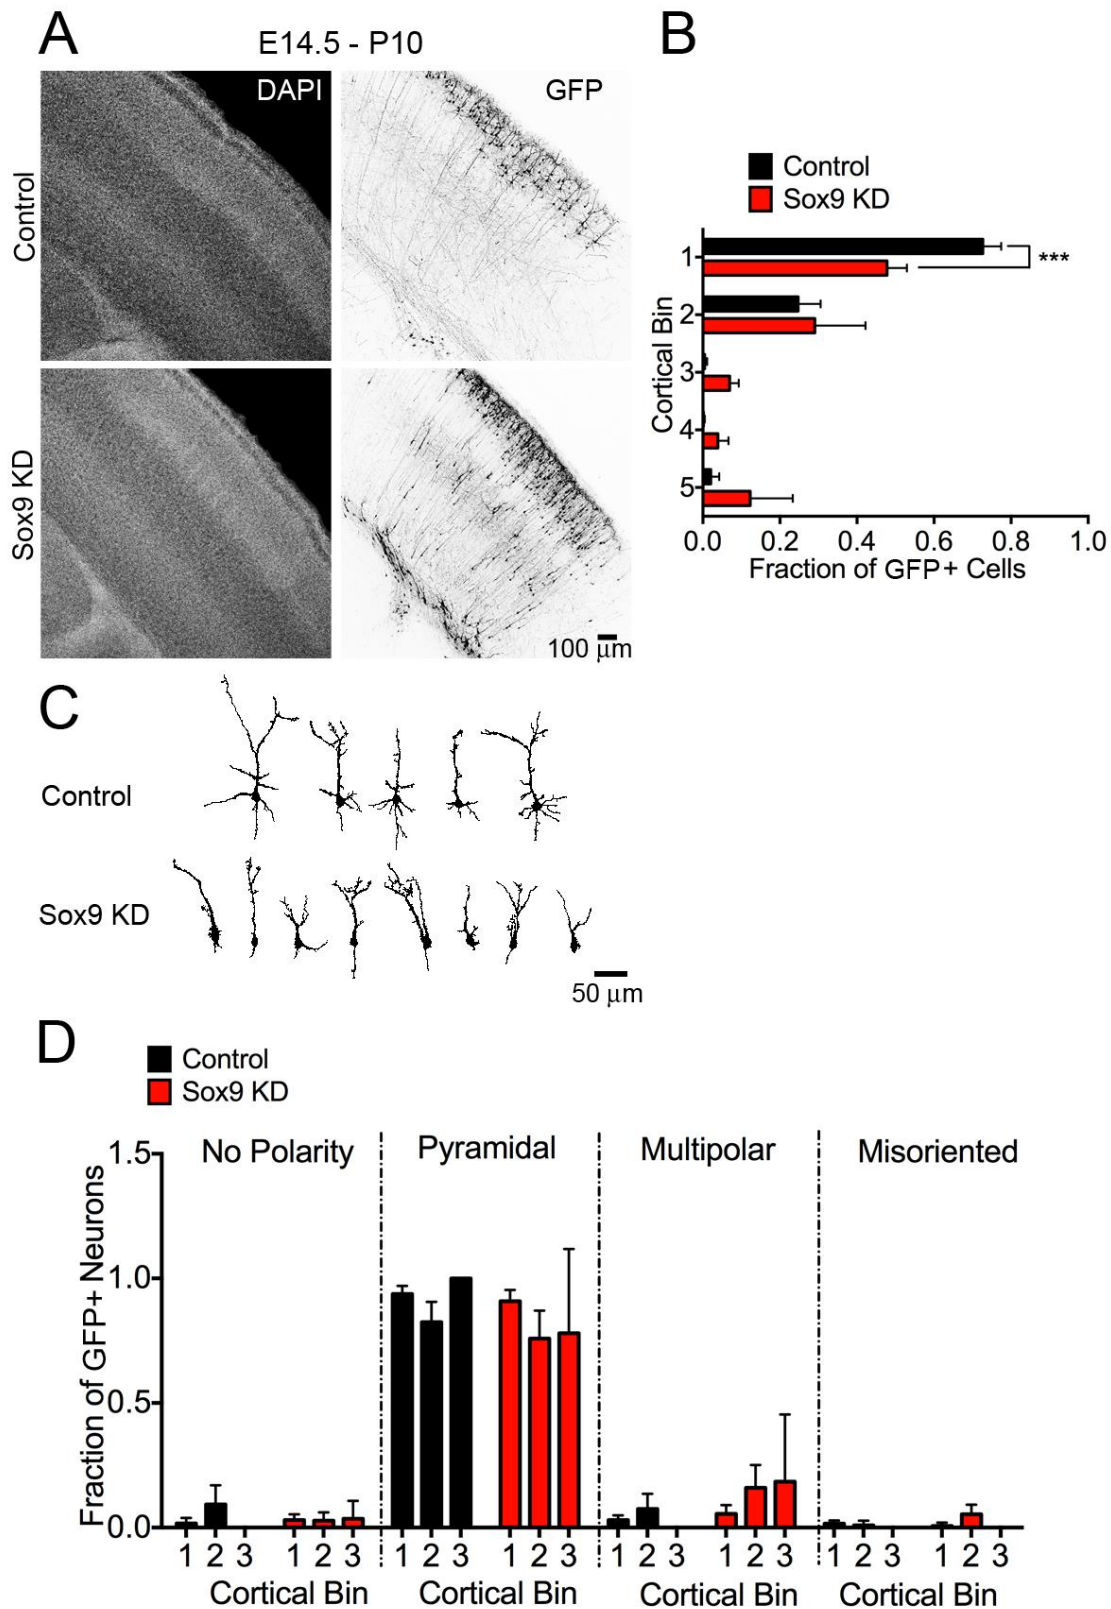 A
E14.5 - P10
DAPI
GFP
Control
Sox9 KD
100 μm
B
Control
Sox9 KD
1
2
3
4
5
Cortical Bin
***
0.0 0.2 0.4 0.6 0.8 1.0
Fraction of GFP+ Cells
C
Control
Sox9 KD
50 μm
D
Control
Sox9 KD
No Polarity Pyramidal Multipolar Misoriented
Fraction of GFP+ Neurons
1.5
1.0
0.5
0.0
1 2 3 1 2 3 1 2 3 1 2 3 1 2 3 1 2 3 1 2 3 1 2 3
Cortical Bin Cortical Bin Cortical Bin Cortical Bin